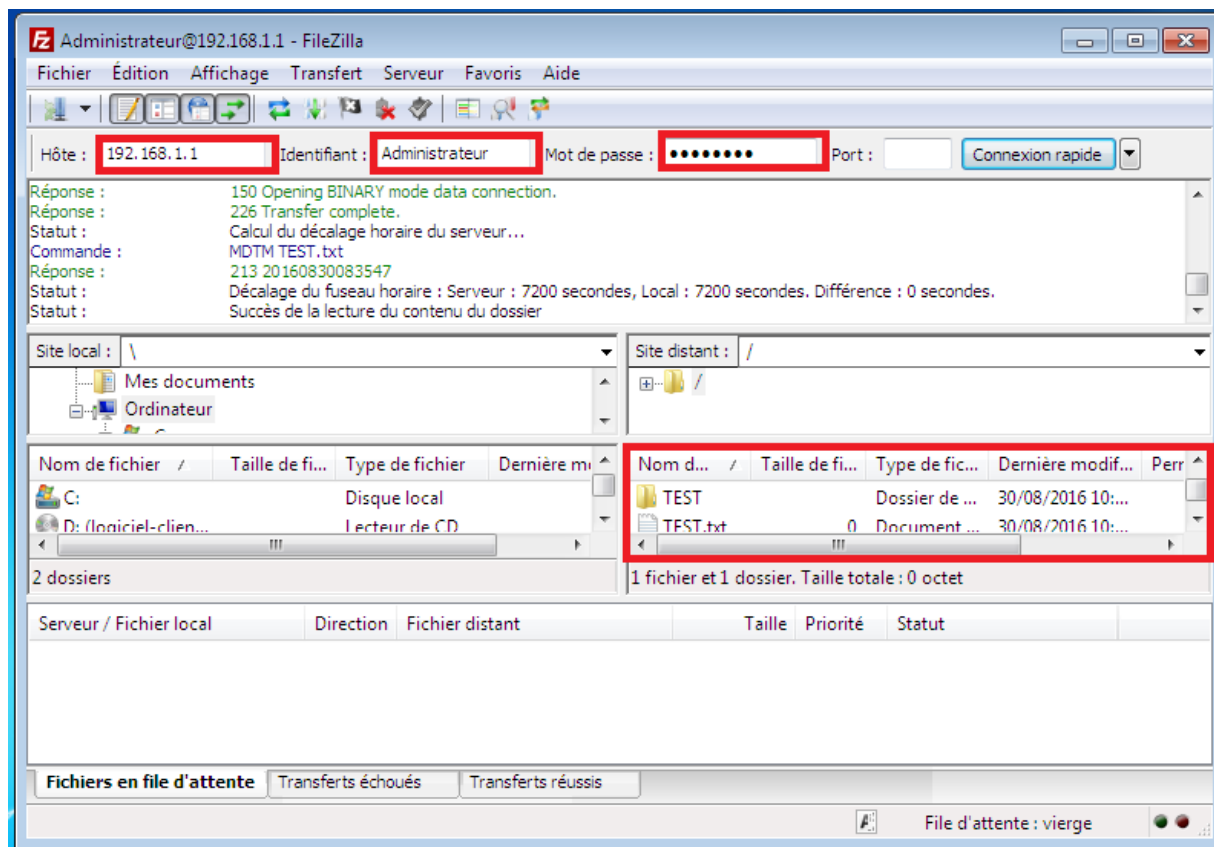 Administrateur@192.168.1.1 - FileZilla
Fichier Édition Affichage Transfert Serveur Favoris Aide
Hôte : 192.168.1.1 Identifiant : Administrateur Mot de passe : •••••••• Port : Connexion rapide
Réponse : 150 Opening BINARY mode data connection.
Réponse : 226 Transfer complete.
Statut : Calcul du décalage horaire du serveur...
Commande : MDTM TEST.txt
Réponse : 213 20160830083547
Statut : Décalage du fuseau horaire : Serveur : 7200 secondes, Local : 7200 secondes. Différence : 0 secondes.
Statut : Succès de la lecture du contenu du dossier
Site local : \
Mes documents
Ordinateur
Site distant : /
/
Nom de fichier / Taille de fi... Type de fichier Dernière m
C: Disque local
D: (logiciel-clien... Lecteur de CD
2 dossiers
Nom d... / Taille de fi... Type de fic... Dernière modif... Perr
TEST Dossier de ... 30/08/2016 10:...
TEST.txt 0 Document ... 30/08/2016 10:...
1 fichier et 1 dossier. Taille totale : 0 octet
Serveur / Fichier local Direction Fichier distant Taille Priorité Statut
Fichiers en file d'attente Transferts échoués Transferts réussis
File d'attente : vierge